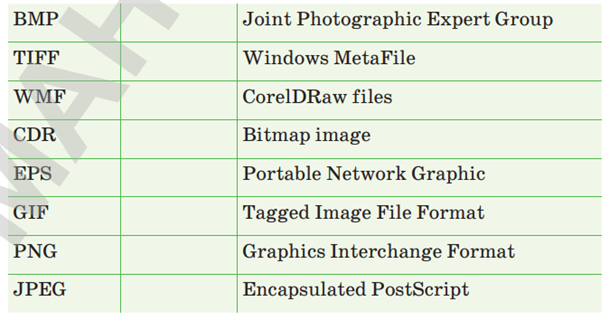 BMP Joint Photographic Expert Group
TIFF Windows MetaFile
WMF CorelDRaw files
CDR Bitmap image
EPS Portable Network Graphic
GIF Tagged Image File Format
PNG Graphics Interchange Format
JPEG Encapsulated PostScript
MAH